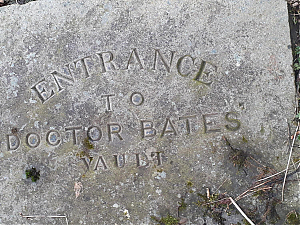 ENTRANCE
TO
DOCTOR BATES
VAULT.